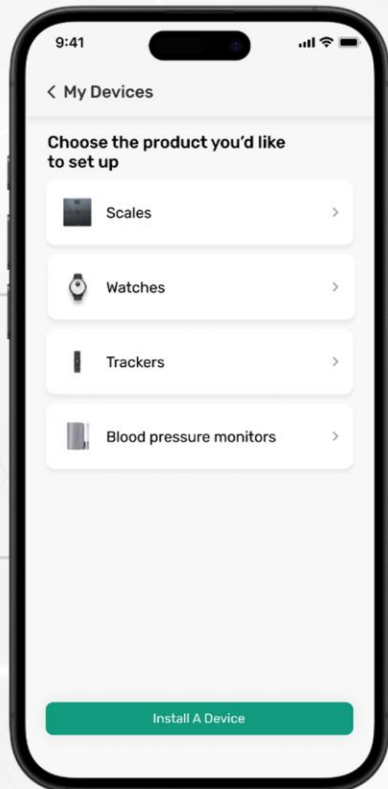 9:41
My Devices
Choose the product you’d like
to set up
Scales
Watches
Trackers
Blood pressure monitors
Install A Device